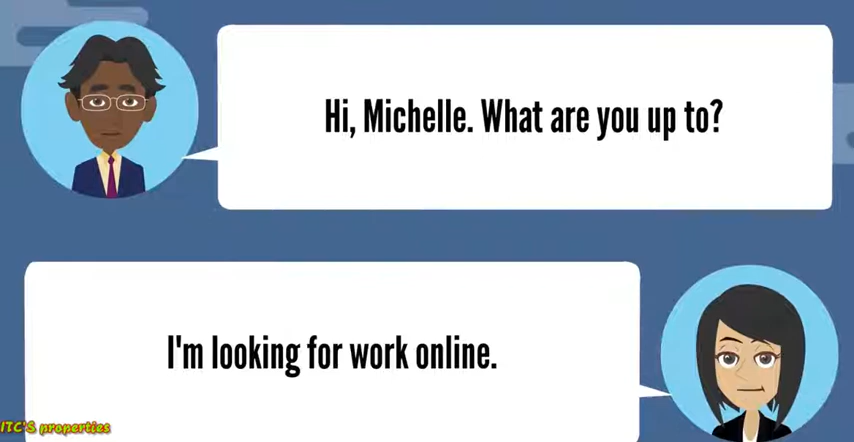 Hi, Michelle. What are you up to?
I'm looking for work online.
ITC'S properties